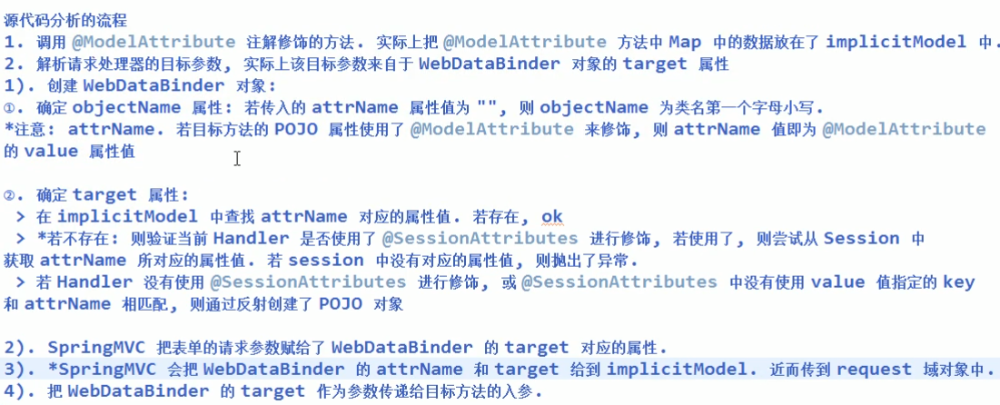 源代码分析的流程
1. 调用 @ModelAttribute 注解修饰的方法. 实际上把 @ModelAttribute 方法中 Map 中的数据放在了 implicitModel 中.
2. 解析请求处理器的目标参数, 实际上该目标参数来自于 WebDataBinder 对象的 target 属性
1). 创建 WebDataBinder 对象:
①. 确定 objectName 属性: 若传入的 attrName 属性值为 "", 则 objectName 为类名第一个字母小写.
*注意: attrName. 若目标方法的 POJO 属性使用了 @ModelAttribute 来修饰, 则 attrName 值即为 @ModelAttribute
的 value 属性值
②. 确定 target 属性:
> 在 implicitModel 中查找 attrName 对应的属性值. 若存在, ok
> *若不存在: 则验证当前 Handler 是否使用了 @SessionAttributes 进行修饰, 若使用了, 则尝试从 Session 中
获取 attrName 所对应的属性值. 若 session 中没有对应的属性值, 则抛出了异常.
> 若 Handler 没有使用 @SessionAttributes 进行修饰, 或 @SessionAttributes 中没有使用 value 值指定的 key
和 attrName 相匹配, 则通过反射创建了 POJO 对象
2). SpringMVC 把表单的请求参数赋给了 WebDataBinder 的 target 对应的属性.
3). *SpringMVC 会把 WebDataBinder 的 attrName 和 target 给到 implicitModel. 近而传到 request 域对象中.
4). 把 WebDataBinder 的 target 作为参数传递给目标方法的入参.